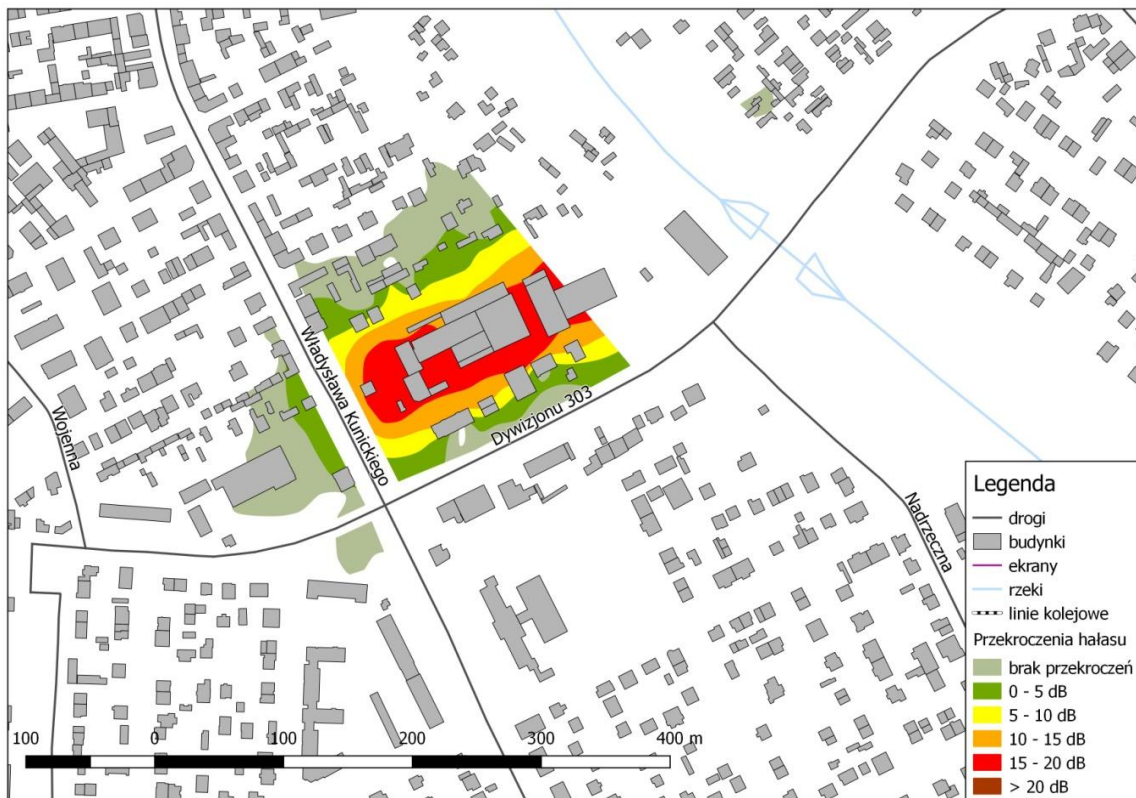 Władysława Kunickiego
Dywizjonu 303
Wojenna
Nadrzeczna
Legenda
drogi
budynki
ekrany
rzeki
linie kolejowe
Przekroczenia hałasu
brak przekroczeń
0 - 5 dB
5 - 10 dB
10 - 15 dB
15 - 20 dB
> 20 dB
100 0 100 200 300 400 m